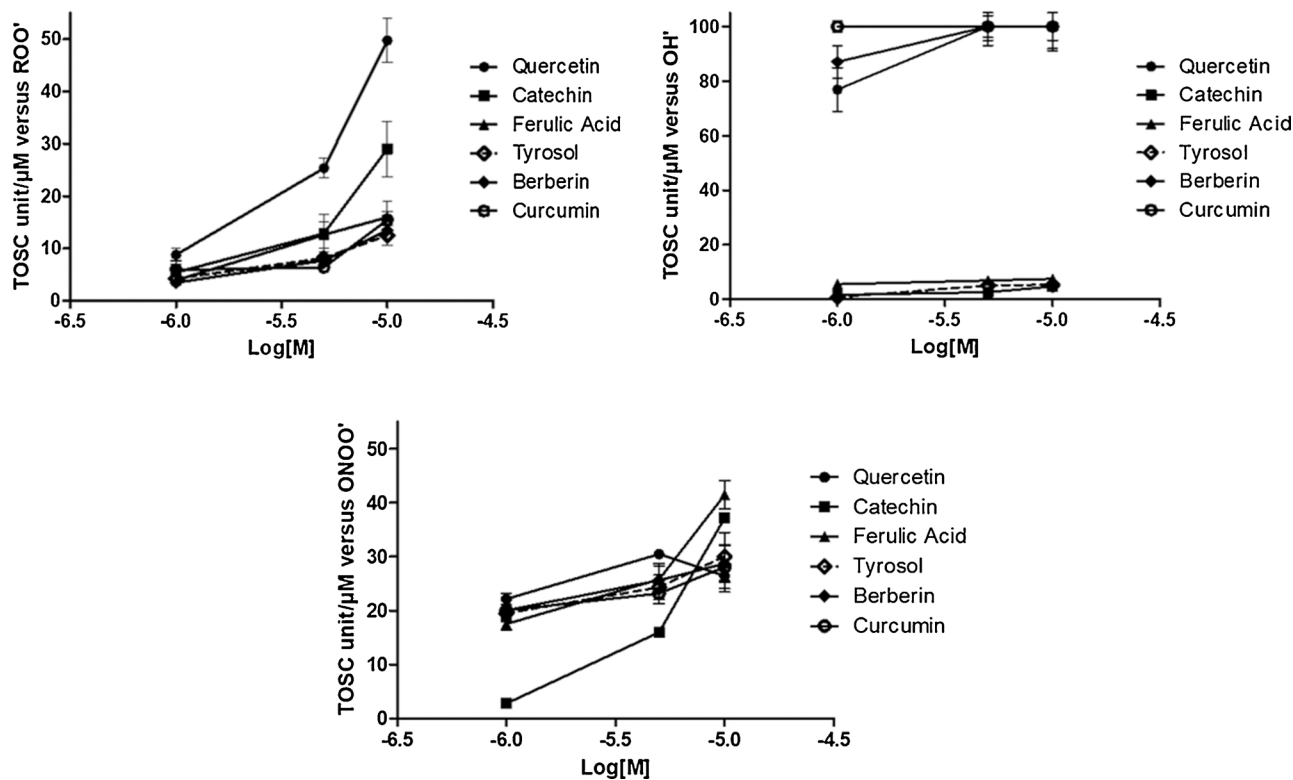 TOSC unit/µM versus ROO'
50
40
30
20
10
0
-6.5
-6.0
-5.5
-5.0
-4.5
Log[M]
Quercetin
Catechin
Ferulic Acid
Tyrosol
Berberin
Curcumin
TOSC unit/µM versus OH'
100
80
60
40
20
0
-6.5
-6.0
-5.5
-5.0
-4.5
Log[M]
Quercetin
Catechin
Ferulic Acid
Tyrosol
Berberin
Curcumin
TOSC unit/µM versus ONOO'
50
40
30
20
10
0
-6.5
-6.0
-5.5
-5.0
-4.5
Log[M]
Quercetin
Catechin
Ferulic Acid
Tyrosol
Berberin
Curcumin